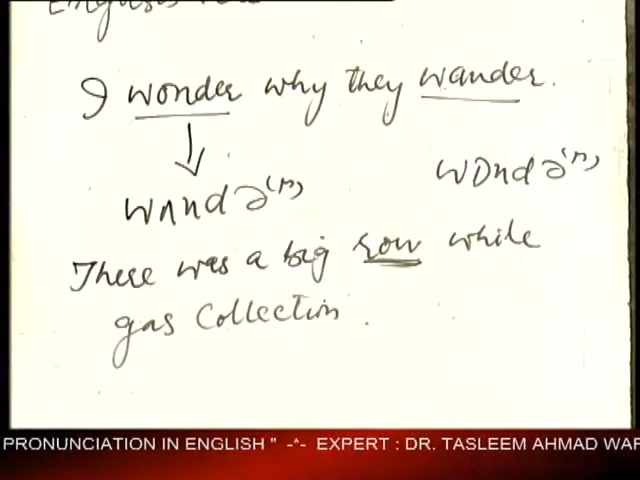 I wonder why they wander.
wʌndə(r) wɒndə(r)
There was a big row while
gas Collection.
PRONUNCIATION IN ENGLISH " -*- EXPERT : DR. TASLEEM AHMAD WAR